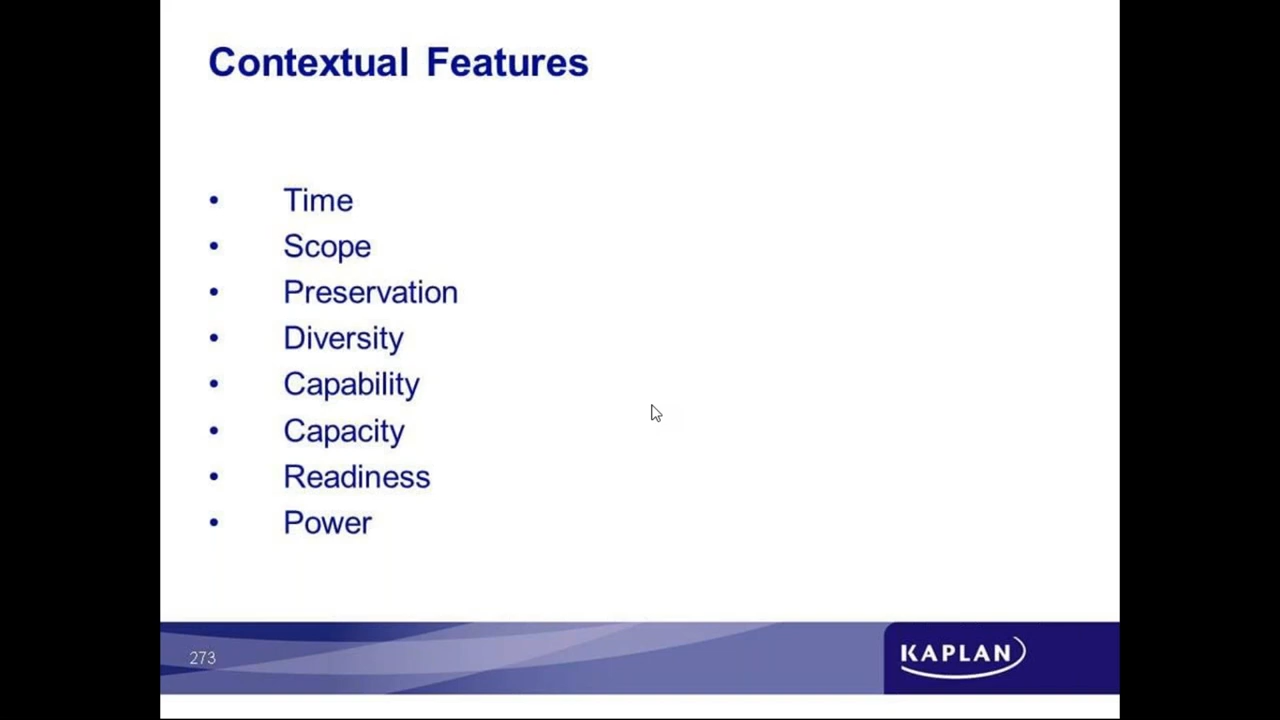 Contextual Features
• Time
• Scope
• Preservation
• Diversity
• Capability
• Capacity
• Readiness
• Power
273
KAPLAN